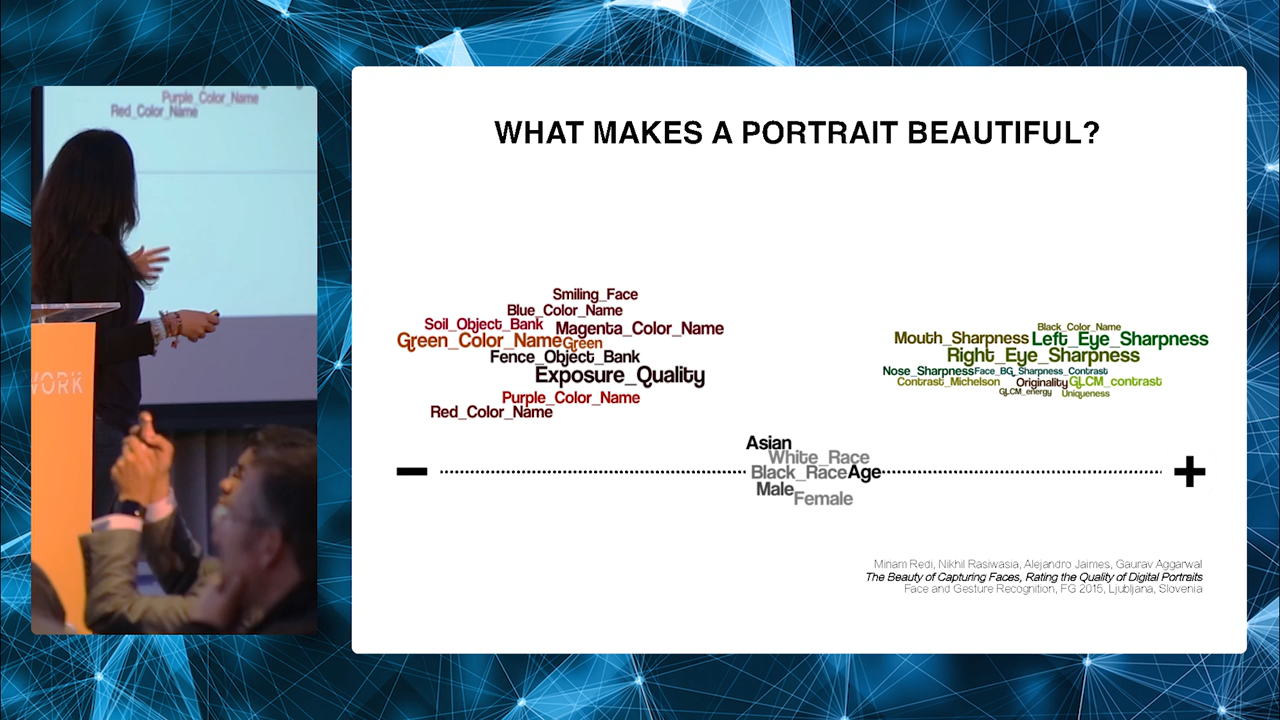 Purple_Color_Name
Red_Color_Name
WORK
WHAT MAKES A PORTRAIT BEAUTIFUL?
Smiling_Face
Blue_Color_Name
Soil_Object_Bank Magenta_Color_Name
Green_Color_Name Green
Fence_Object_Bank
Exposure_Quality
Purple_Color_Name
Red_Color_Name
Black_Color_Name
Mouth_Sharpness Left_Eye_Sharpness
Right_Eye_Sharpness
Nose_Sharpness Face_BG_Sharpness_Contrast
Contrast_Michelson Originality GLCM_contrast
GLCM_energy Uniqueness
Asian
White_Race
Black_Race Age
Male Female
− +
Miriam Redi, Nikhil Rasiwasia, Alejandro Jaimes, Gaurav Aggarwal
The Beauty of Capturing Faces, Rating the Quality of Digital Portraits
Face and Gesture Recognition, FG 2015, Ljubljana, Slovenia